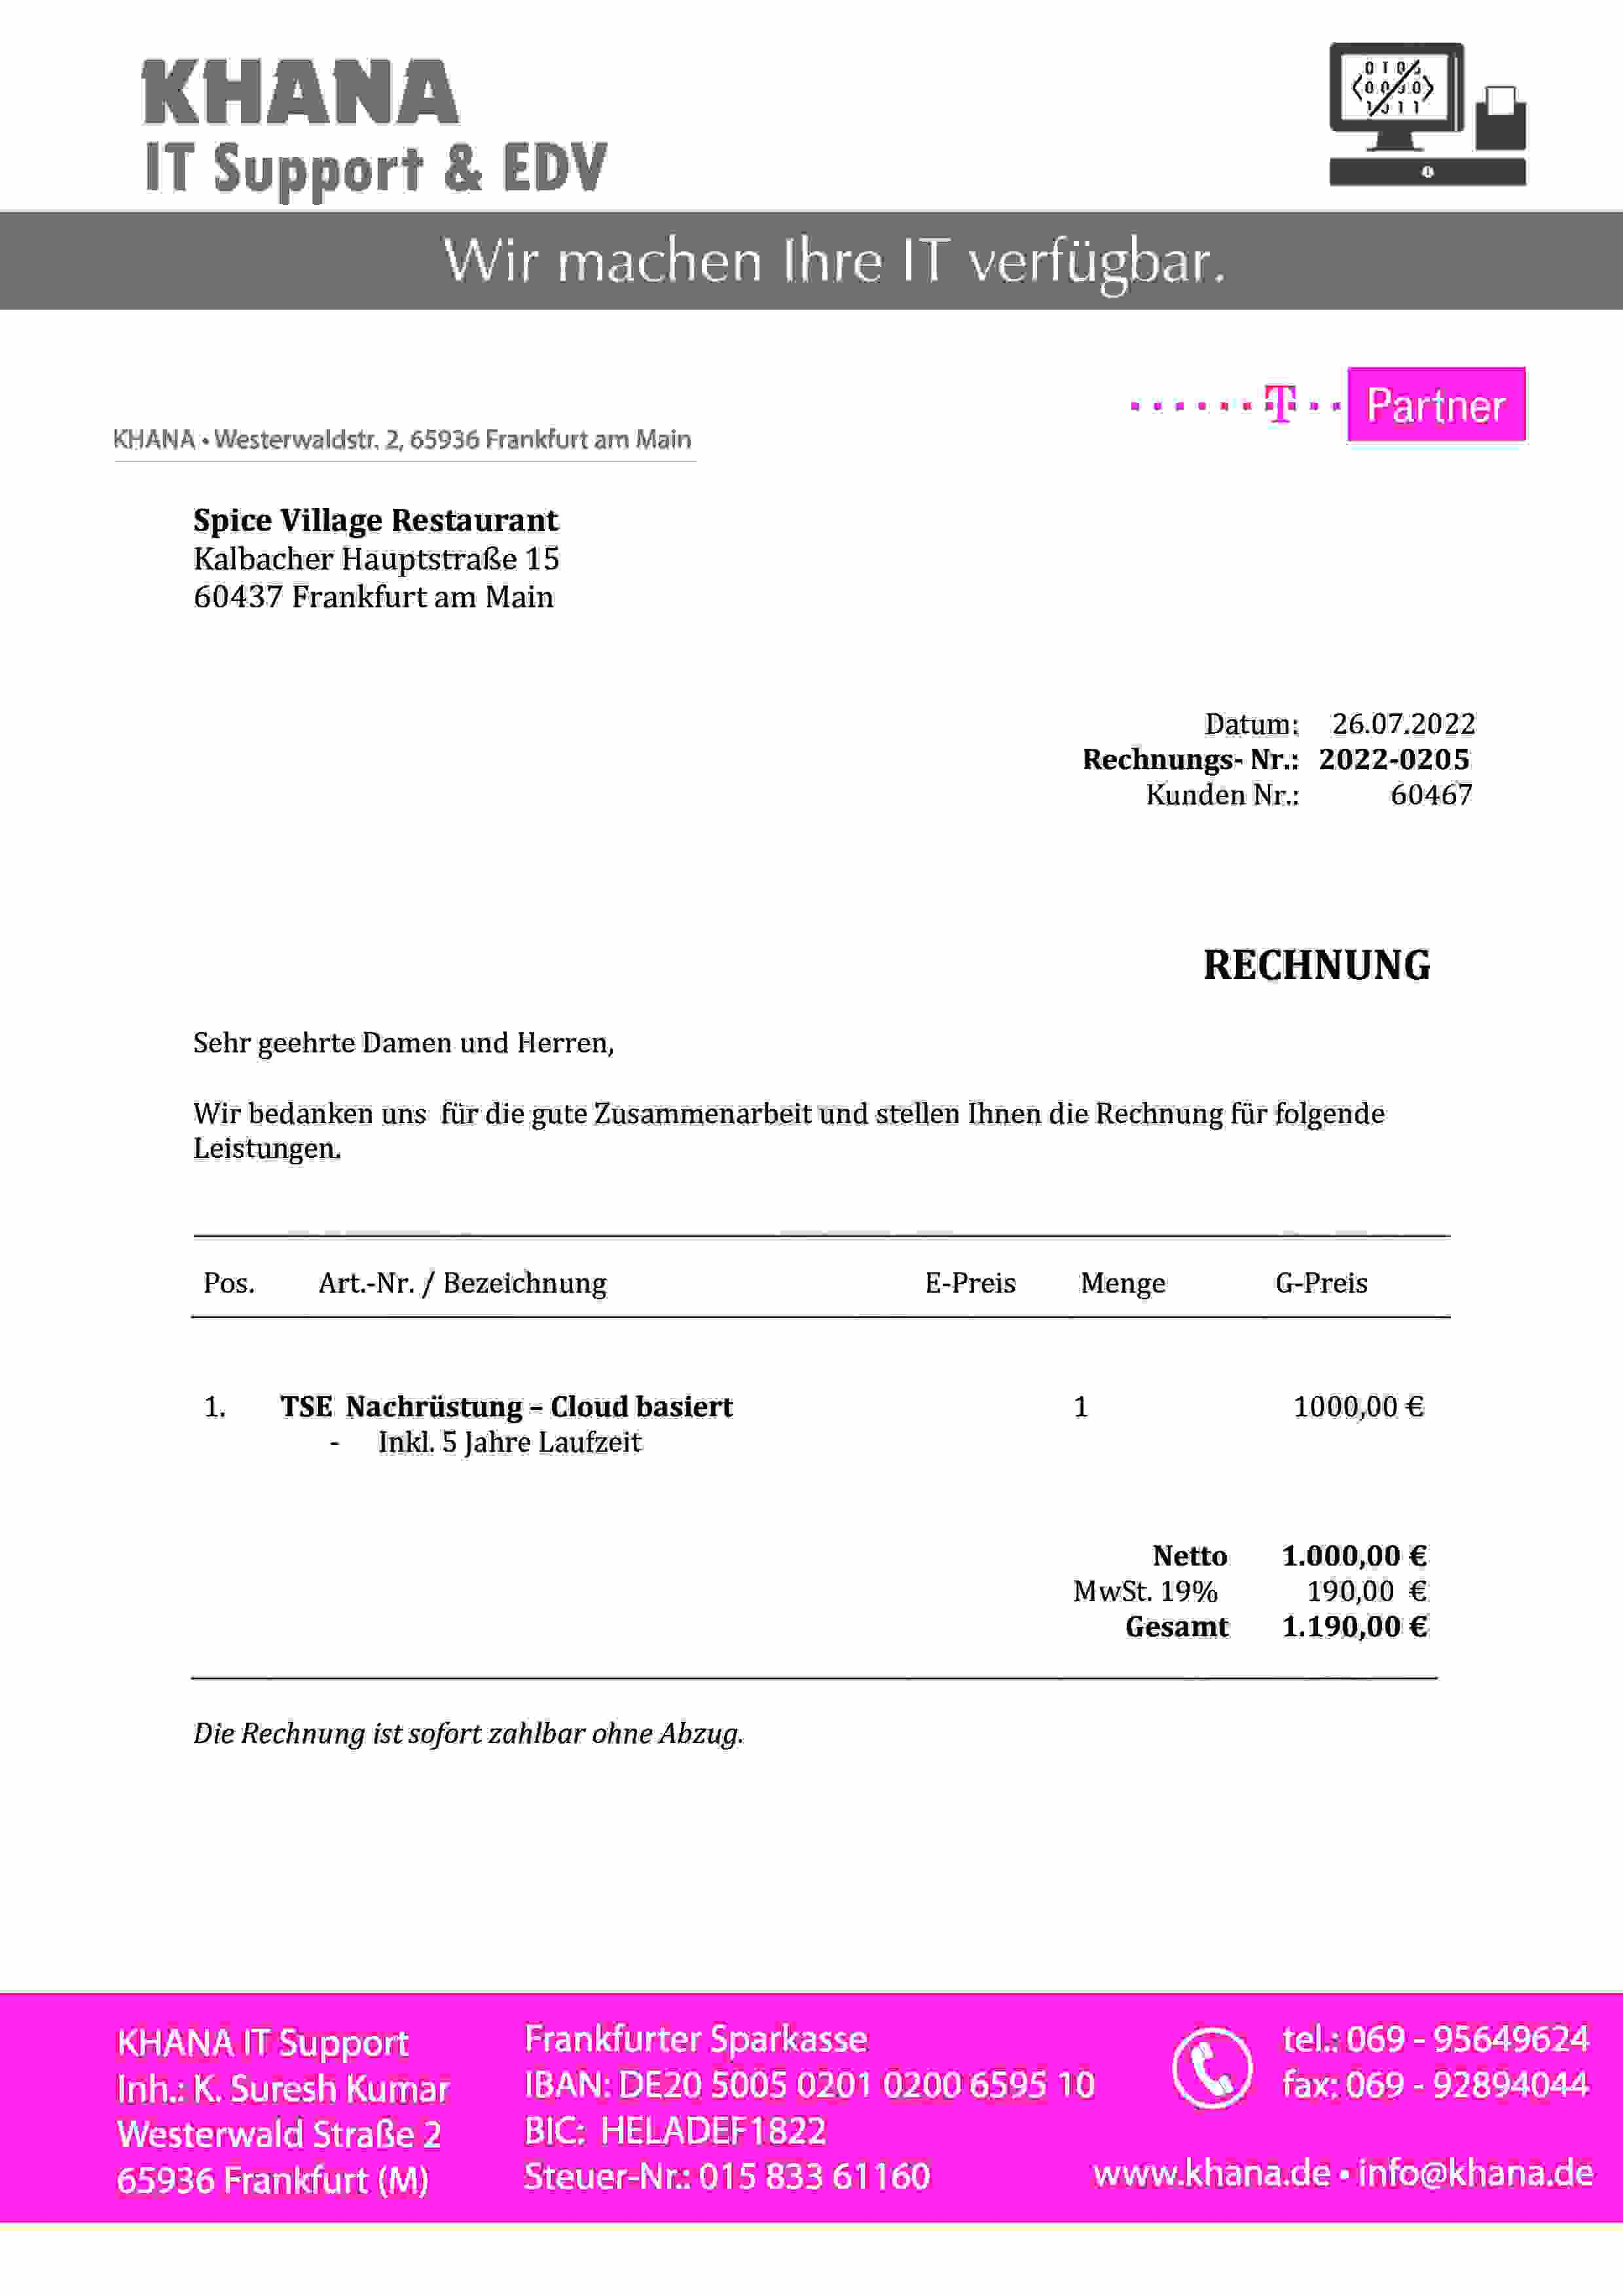 KHANA
IT Support & EDV
Wir machen Ihre IT verfügbar.
T Partner
KHANA • Westerwaldstr. 2, 65936 Frankfurt am Main
Spice Village Restaurant
Kalbacher Hauptstraße 15
60437 Frankfurt am Main
Datum: 26.07.2022
Rechnungs- Nr.: 2022-0205
Kunden Nr.: 60467
RECHNUNG
Sehr geehrte Damen und Herren,
Wir bedanken uns für die gute Zusammenarbeit und stellen Ihnen die Rechnung für folgende
Leistungen.
Pos. Art.-Nr. / Bezeichnung E-Preis Menge G-Preis
1. TSE Nachrüstung – Cloud basiert 1 1000,00 €
- Inkl. 5 Jahre Laufzeit
Netto 1.000,00 €
MwSt. 19% 190,00 €
Gesamt 1.190,00 €
Die Rechnung ist sofort zahlbar ohne Abzug.
KHANA IT Support
Inh.: K. Suresh Kumar
Westerwald Straße 2
65936 Frankfurt (M)
Frankfurter Sparkasse
IBAN: DE20 5005 0201 0200 6595 10
BIC: HELADEF1822
Steuer-Nr.: 015 833 61160
tel.: 069 - 95649624
fax: 069 - 92894044
www.khana.de • info@khana.de